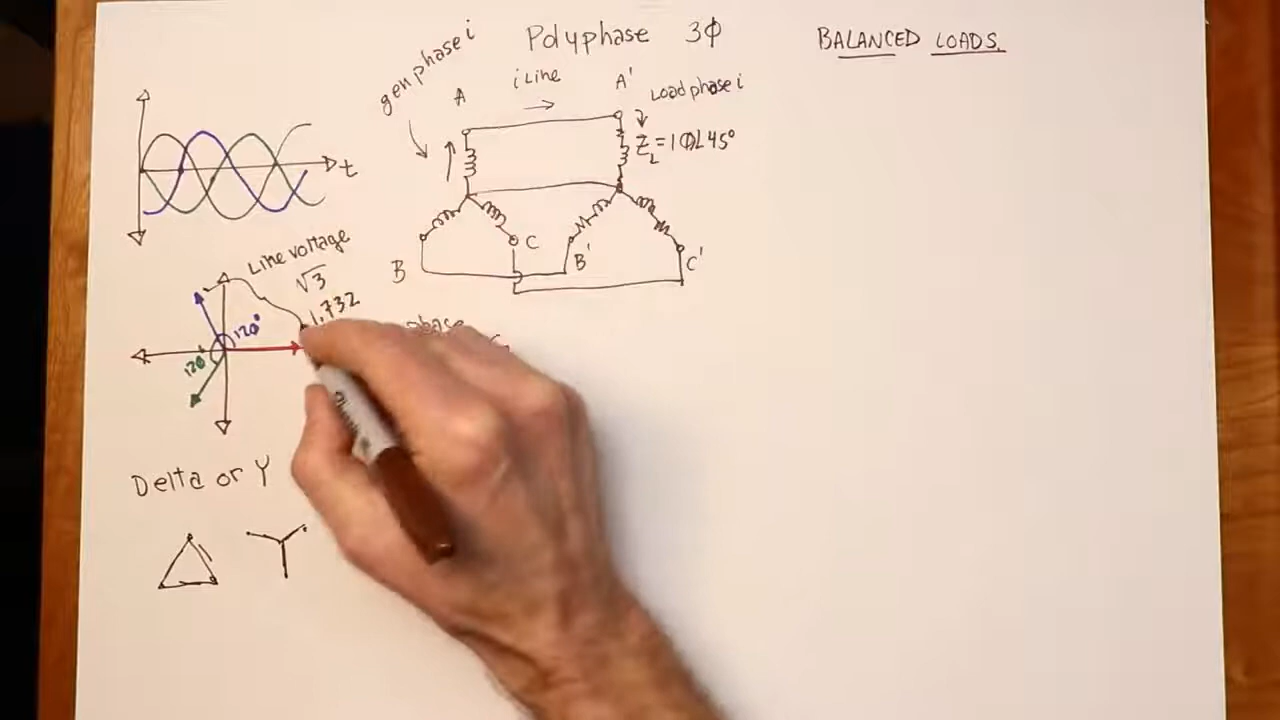 Polyphase 3ϕ
BALANCED LOADS.
gen phase i
i Line
A
A'
Load phase i
Z_L = 10∠45°
t
C
B
B'
C'
Line voltage
√3
1.732
120°
120
phase
Delta or Y